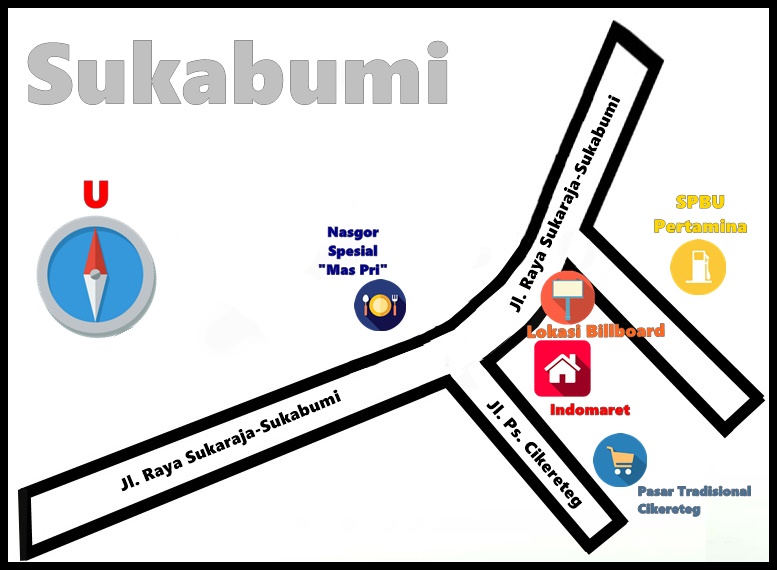 Sukabumi
U
Nasgor
Spesial
"Mas Pri"
SPBU
Pertamina
Jl. Raya Sukaraja-Sukabumi
Lokasi Billboard
Indomaret
Jl. Raya Sukaraja-Sukabumi
Jl. Ps. Cikereteg
Pasar Tradisional
Cikereteg